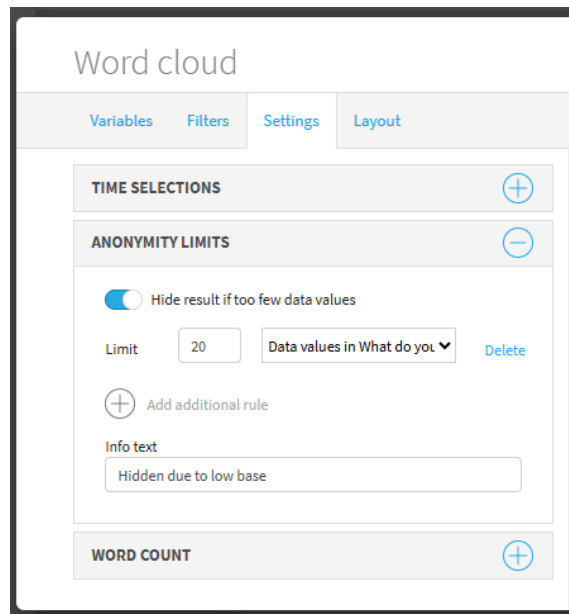 Word cloud
Variables Filters Settings Layout
TIME SELECTIONS
ANONYMITY LIMITS
Hide result if too few data values
Limit 20 Data values in What do you Delete
Add additional rule
Info text
Hidden due to low base
WORD COUNT